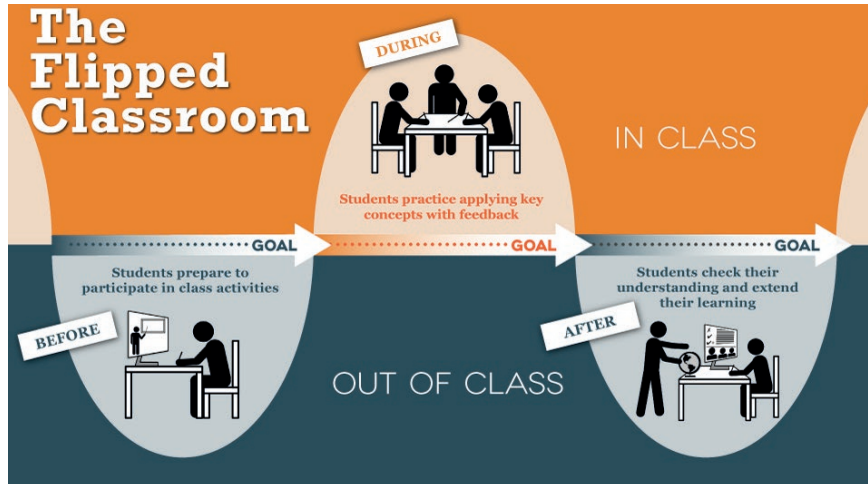 The
Flipped
Classroom
DURING
IN CLASS
Students practice applying key
concepts with feedback
GOAL
GOAL
GOAL
Students prepare to
participate in class activities
BEFORE
OUT OF CLASS
Students check their
understanding and extend
their learning
AFTER